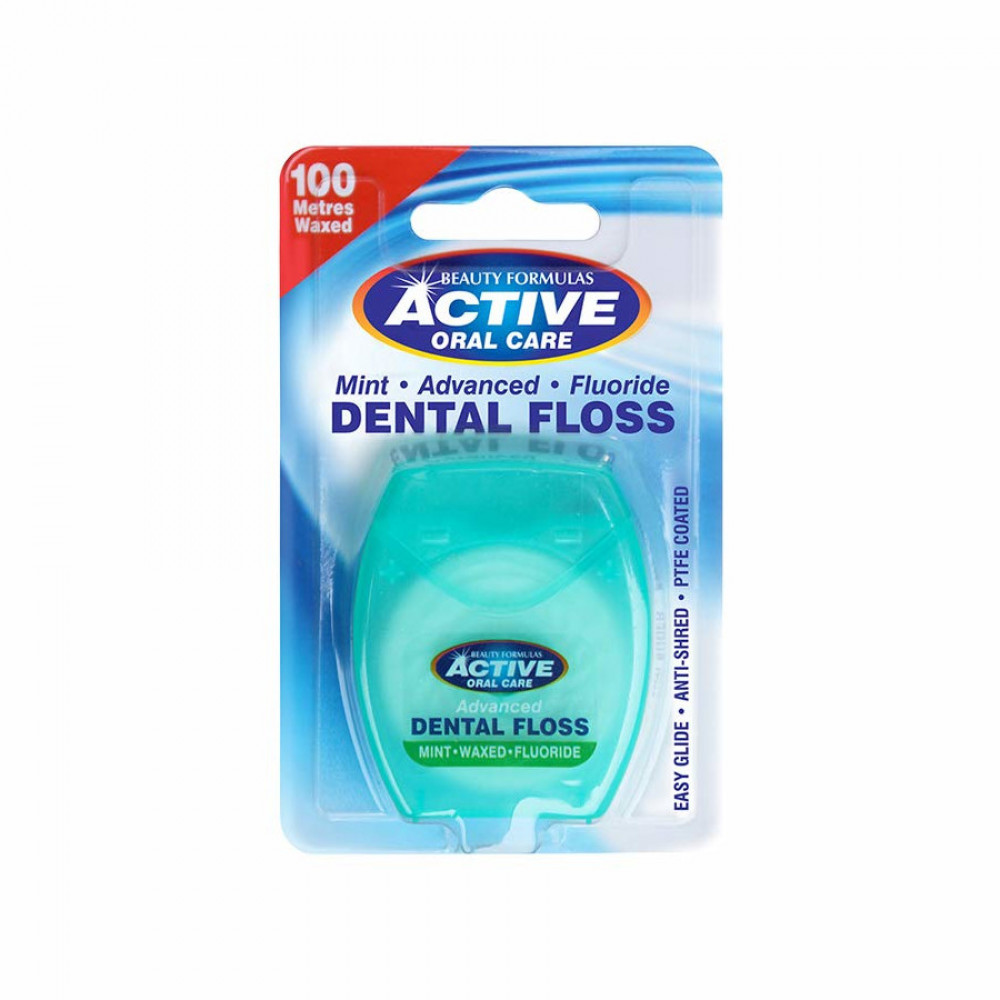 100
Metres
Waxed
BEAUTY FORMULAS
ACTIVE
ORAL CARE
Mint • Advanced • Fluoride
DENTAL FLOSS
EASY GLIDE • ANTI-SHRED • PTFE COATED
BEAUTY FORMULAS
ACTIVE
ORAL CARE
Advanced
DENTAL FLOSS
MINT•WAXED•FLUORIDE